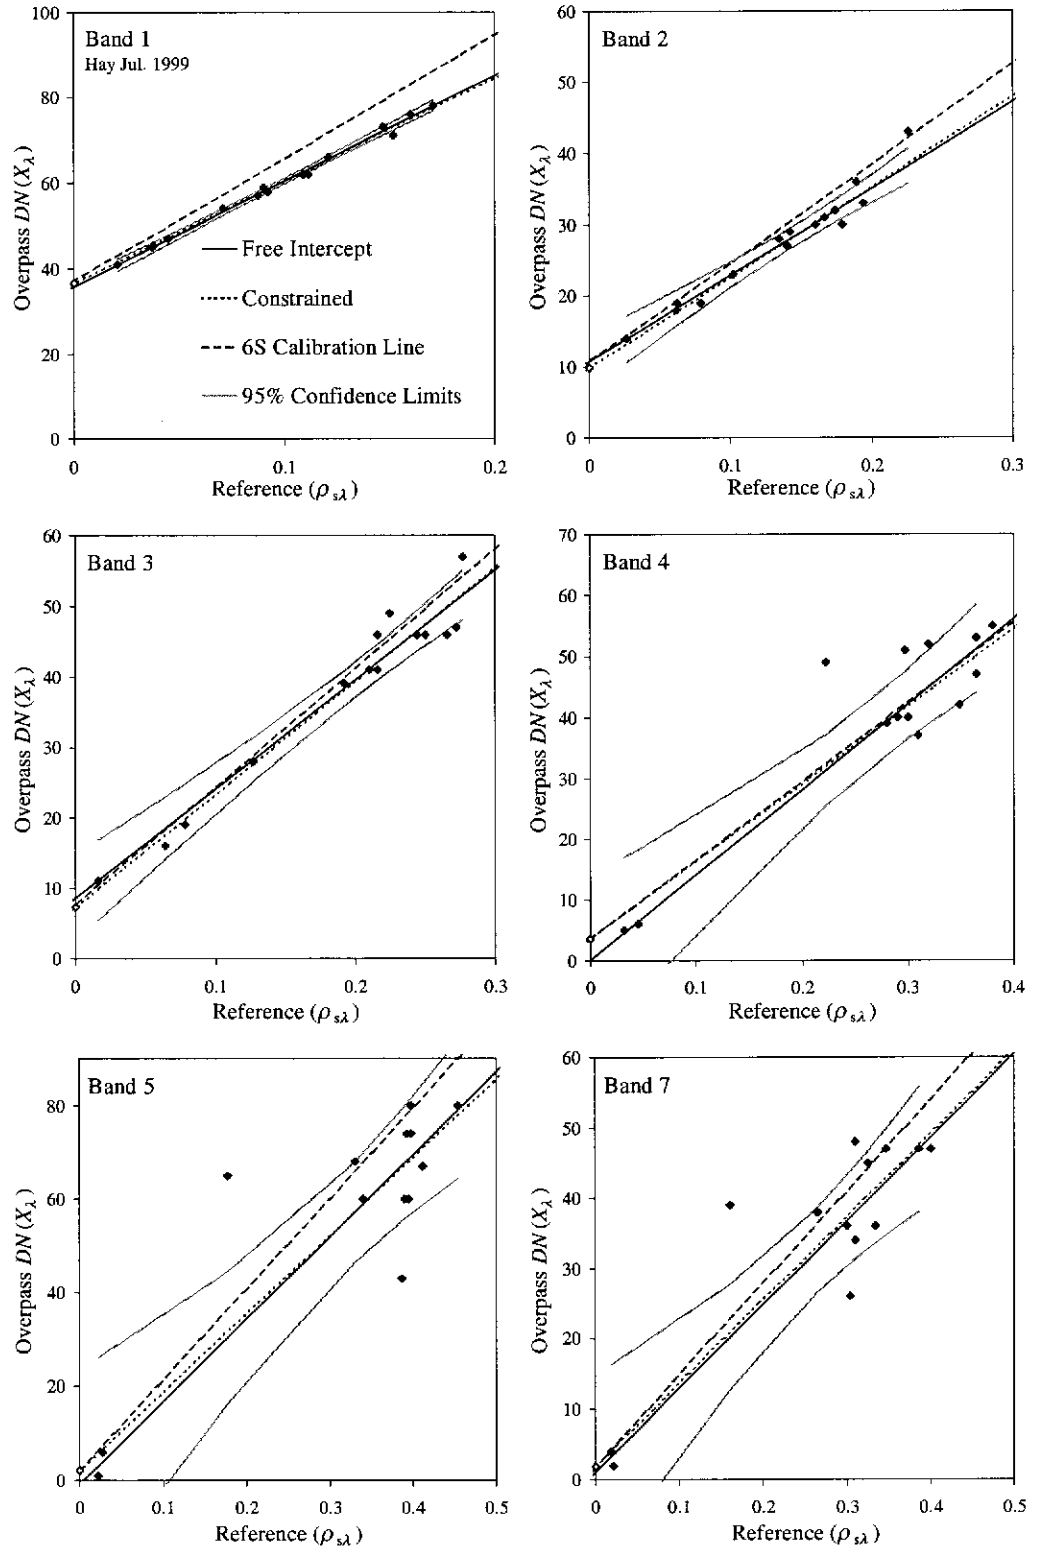 Band 1
Hay Jul. 1999
100
80
60
40
20
0
Overpass DN (Xλ)
Free Intercept
Constrained
6S Calibration Line
95% Confidence Limits
0 0.1 0.2
Reference (ρsλ)
Band 2
60
50
40
30
20
10
0
Overpass DN (Xλ)
0 0.1 0.2 0.3
Reference (ρsλ)
Band 3
60
50
40
30
20
10
0
Overpass DN (Xλ)
0 0.1 0.2 0.3
Reference (ρsλ)
Band 4
70
60
50
40
30
20
10
0
Overpass DN (Xλ)
0 0.1 0.2 0.3 0.4
Reference (ρsλ)
Band 5
80
60
40
20
0
Overpass DN (Xλ)
0 0.1 0.2 0.3 0.4 0.5
Reference (ρsλ)
Band 7
60
50
40
30
20
10
0
Overpass DN (Xλ)
0 0.1 0.2 0.3 0.4 0.5
Reference (ρsλ)